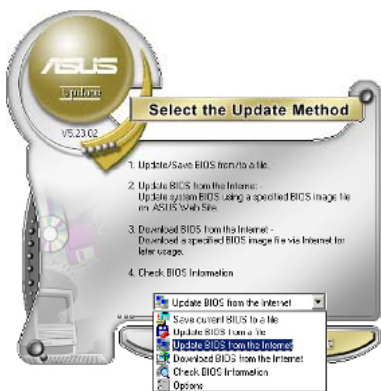 ASUS
Update
V5.23.02
Select the Update Method
1. Update/Save BIOS from/to a file.
2. Update BIOS from the Internet -
Update system BIOS using a specified BIOS image file
on ASUS Web Site.
3. Download BIOS from the Internet -
Download a specified BIOS image file via Internet for
later usage.
4. Check BIOS Information
Update BIOS from the Internet
Save current BIOS to a file
Update BIOS from a file
Update BIOS from the Internet
Download BIOS from the Internet
Check BIOS Information
Options